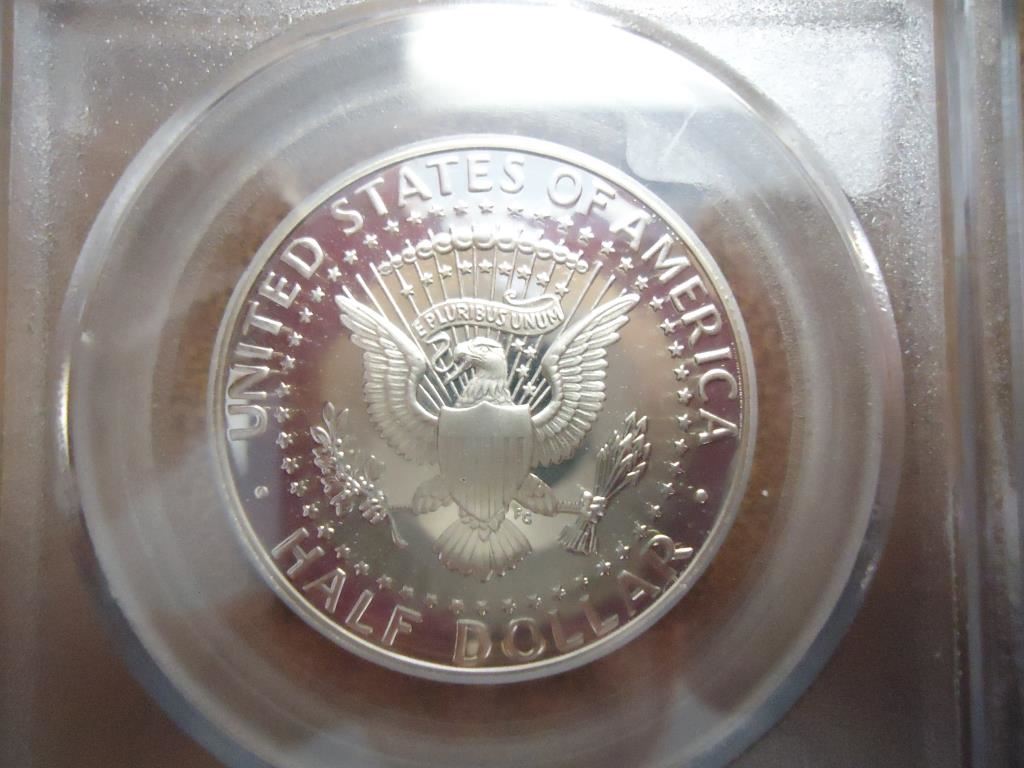 UNITED STATES OF AMERICA
E PLURIBUS UNUM
FG
HALF DOLLAR